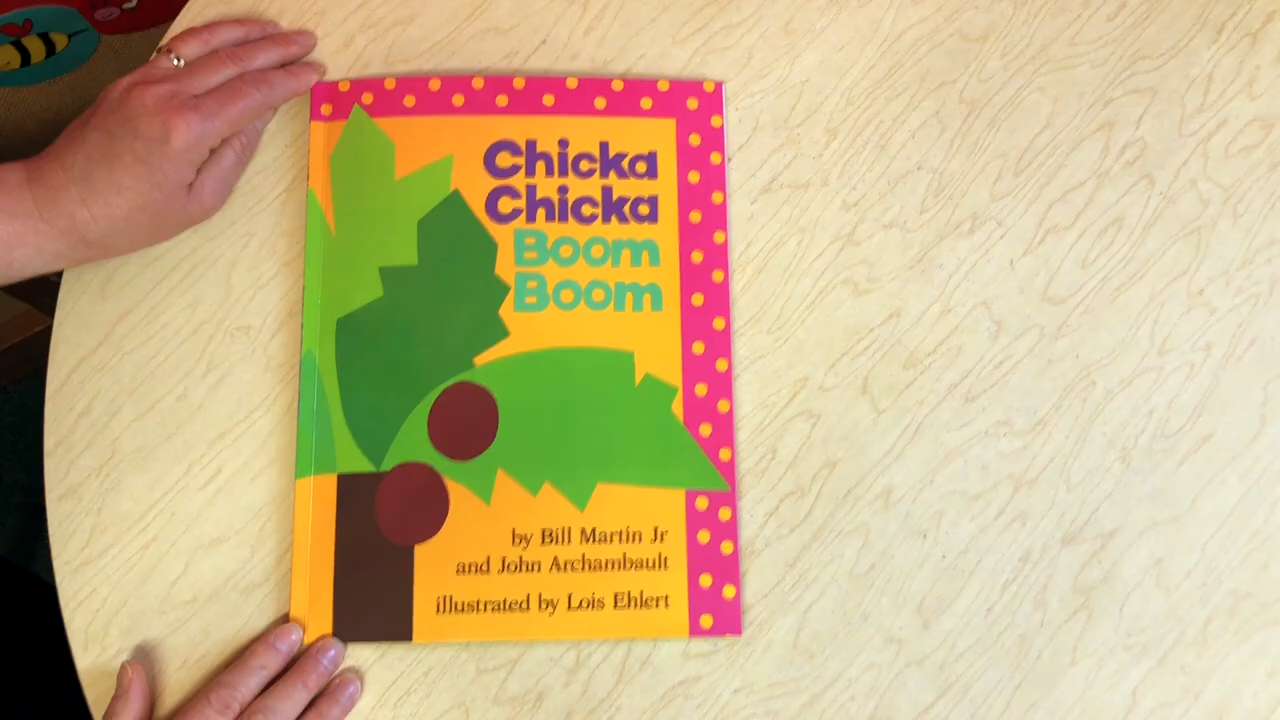 Chicka
Chicka
Boom
Boom
by Bill Martin Jr
and John Archambault
illustrated by Lois Ehlert